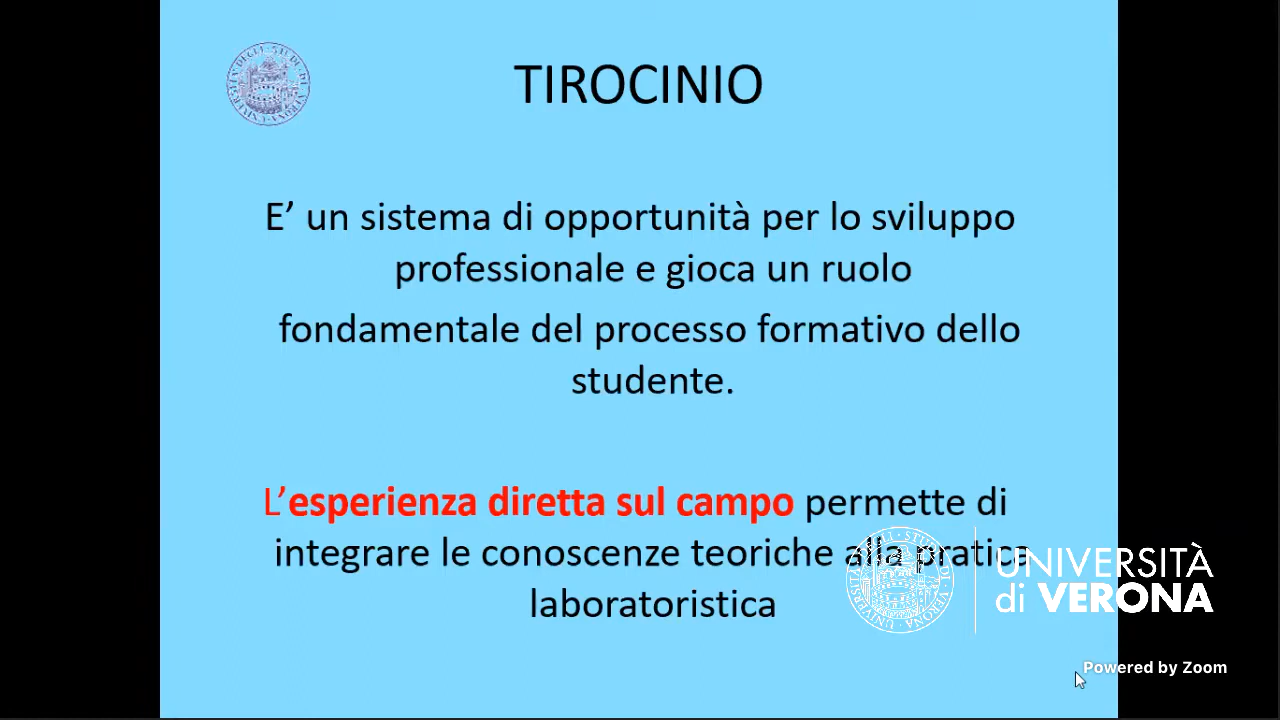 TIROCINIO
E’ un sistema di opportunità per lo sviluppo
professionale e gioca un ruolo
fondamentale del processo formativo dello
studente.
L’esperienza diretta sul campo permette di
integrare le conoscenze teoriche alla pratica
laboratoristica
UNIVERSITÀ
di VERONA
Powered by Zoom